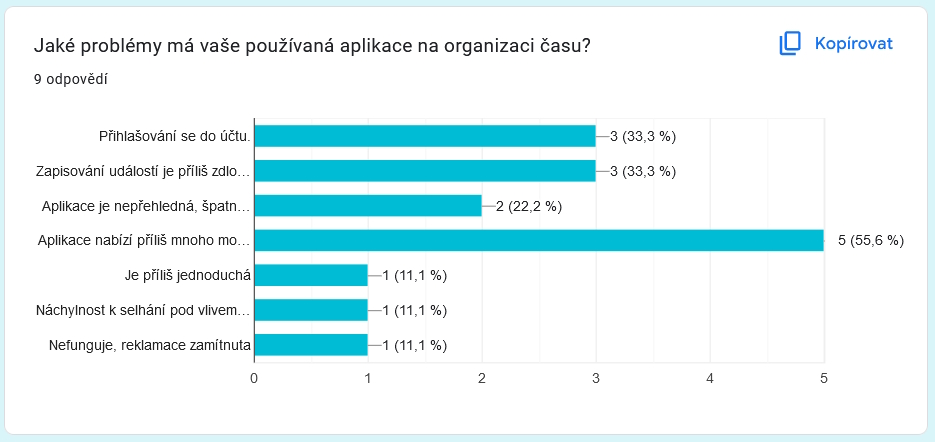 Jaké problémy má vaše používaná aplikace na organizaci času?
Kopírovat
9 odpovědí
Přihlašování se do účtu. 3 (33,3 %)
Zapisování událostí je příliš zdlo... 3 (33,3 %)
Aplikace je nepřehledná, špatn... 2 (22,2 %)
Aplikace nabízí příliš mnoho mo... 5 (55,6 %)
Je příliš jednoduchá 1 (11,1 %)
Náchylnost k selhání pod vlivem... 1 (11,1 %)
Nefunguje, reklamace zamítnuta 1 (11,1 %)
0 1 2 3 4 5